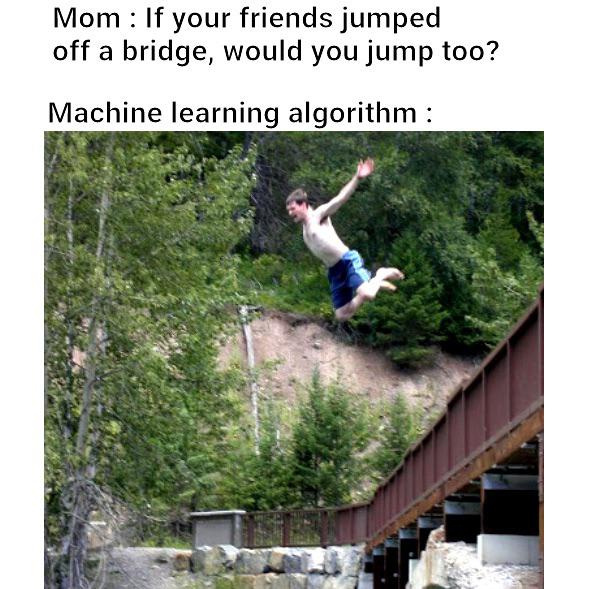 Mom : If your friends jumped
off a bridge, would you jump too?
Machine learning algorithm :